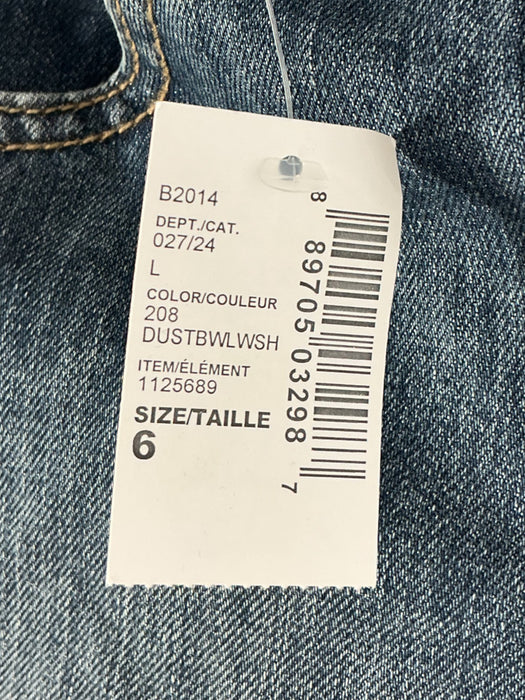 B2014
DEPT./CAT.
027/24
L
COLOR/COULEUR
208
DUSTBWLWSH
ITEM/ÉLÉMENT
1125689
SIZE/TAILLE
6
8 89705 03298 7